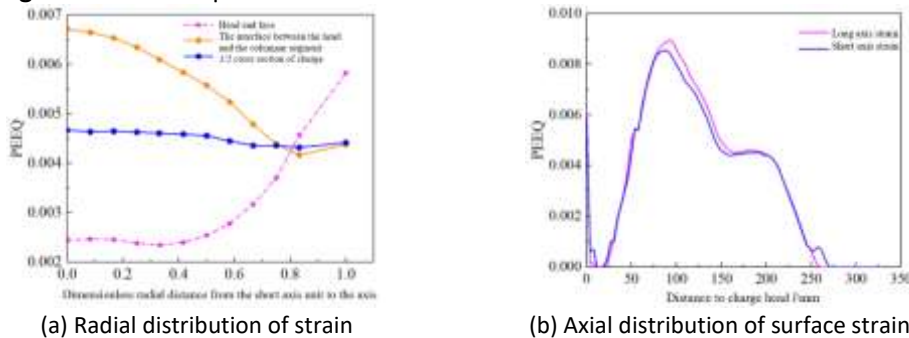 0.007
0.006
0.005
0.004
0.003
0.002
PEEQ
Head end face
The interface between the head
and the columnar segment
1/2 cross section of charge
0.0 0.2 0.4 0.6 0.8 1.0
Dimensionless radial distance from the short axis unit to the axis
(a) Radial distribution of strain
0.010
0.008
0.006
0.004
0.002
0.000
PEEQ
Long axis strain
Short axis strain
0 50 100 150 200 250 300 350
Distance to charge head /mm
(b) Axial distribution of surface strain